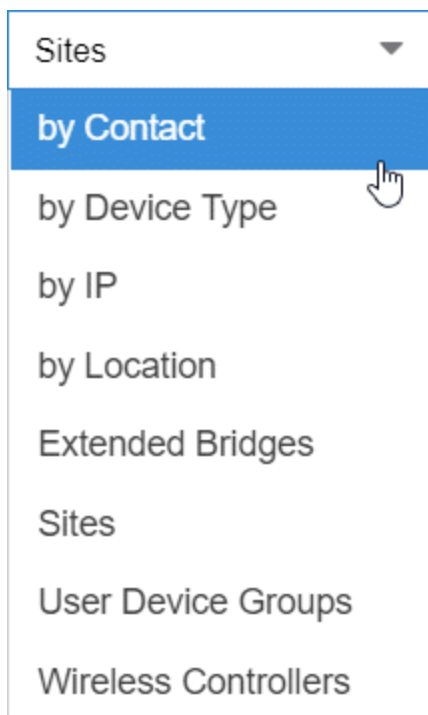 Sites
by Contact
by Device Type
by IP
by Location
Extended Bridges
Sites
User Device Groups
Wireless Controllers